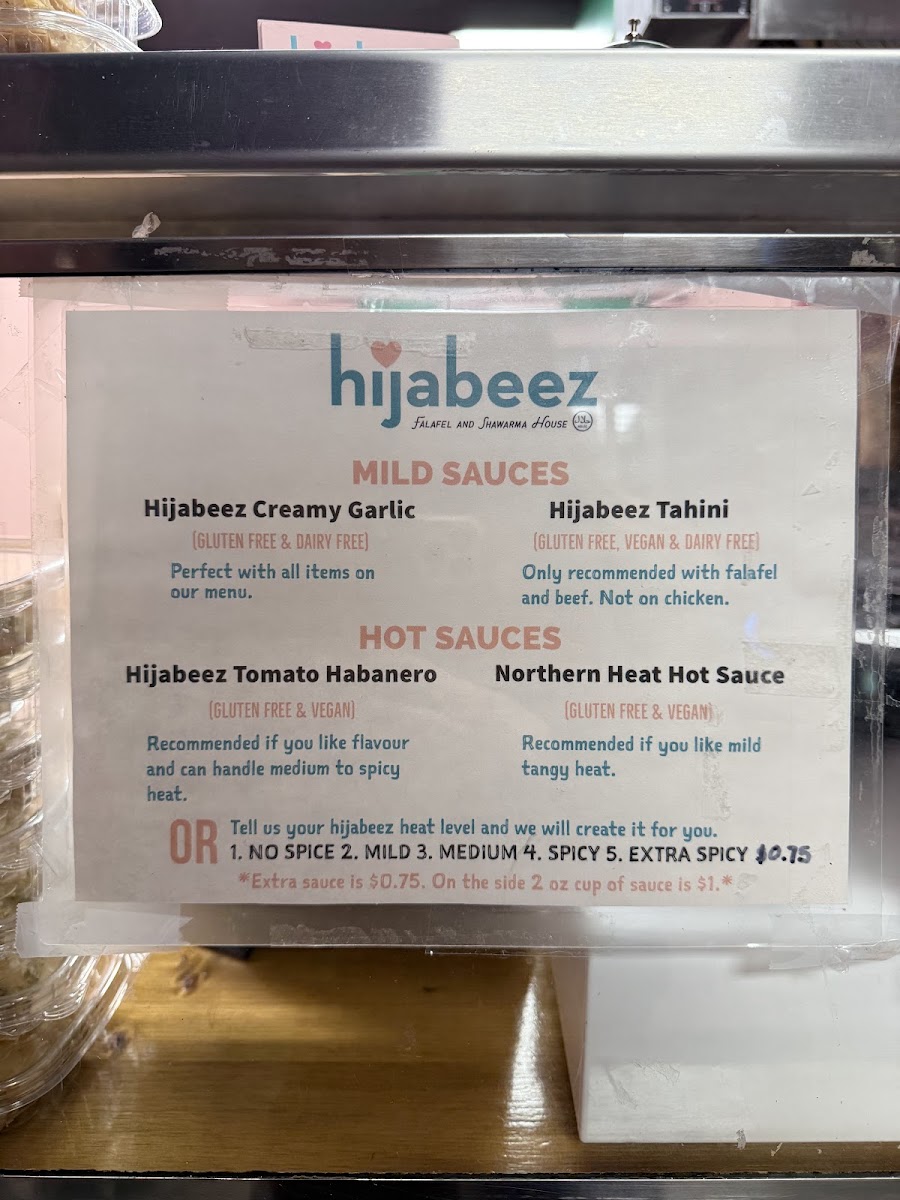 hijabeez
FALAFEL AND SHAWARMA HOUSE
MILD SAUCES
Hijabeez Creamy Garlic
(GLUTEN FREE & DAIRY FREE)
Perfect with all items on
our menu.
Hijabeez Tahini
(GLUTEN FREE, VEGAN & DAIRY FREE)
Only recommended with falafel
and beef. Not on chicken.
HOT SAUCES
Hijabeez Tomato Habanero
(GLUTEN FREE & VEGAN)
Recommended if you like flavour
and can handle medium to spicy
heat.
Northern Heat Hot Sauce
(GLUTEN FREE & VEGAN)
Recommended if you like mild
tangy heat.
OR Tell us your hijabeez heat level and we will create it for you.
1. NO SPICE 2. MILD 3. MEDIUM 4. SPICY 5. EXTRA SPICY $0.75
*Extra sauce is $0.75. On the side 2 oz cup of sauce is $1.*